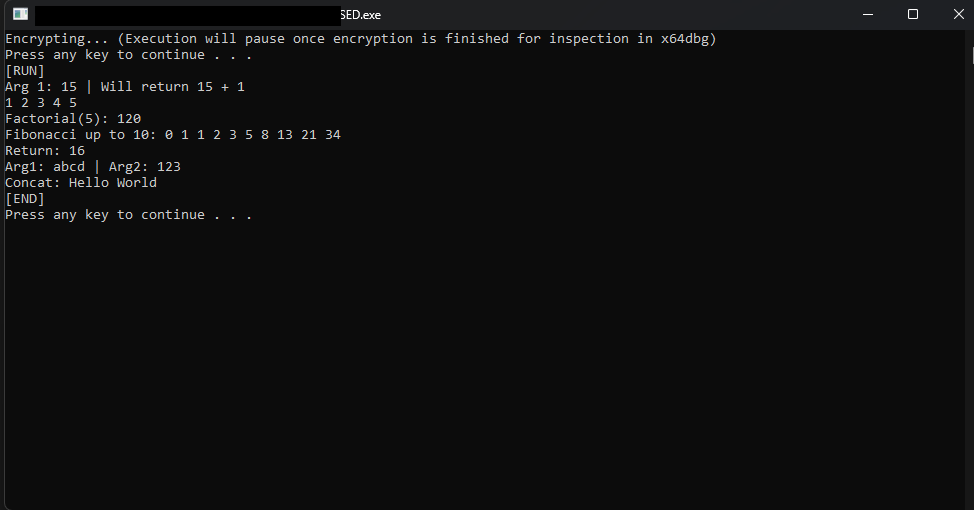 SED.exe
Encrypting... (Execution will pause once encryption is finished for inspection in x64dbg)
Press any key to continue . . .
[RUN]
Arg 1: 15 | Will return 15 + 1
1 2 3 4 5
Factorial(5): 120
Fibonacci up to 10: 0 1 1 2 3 5 8 13 21 34
Return: 16
Arg1: abcd | Arg2: 123
Concat: Hello World
[END]
Press any key to continue . . .